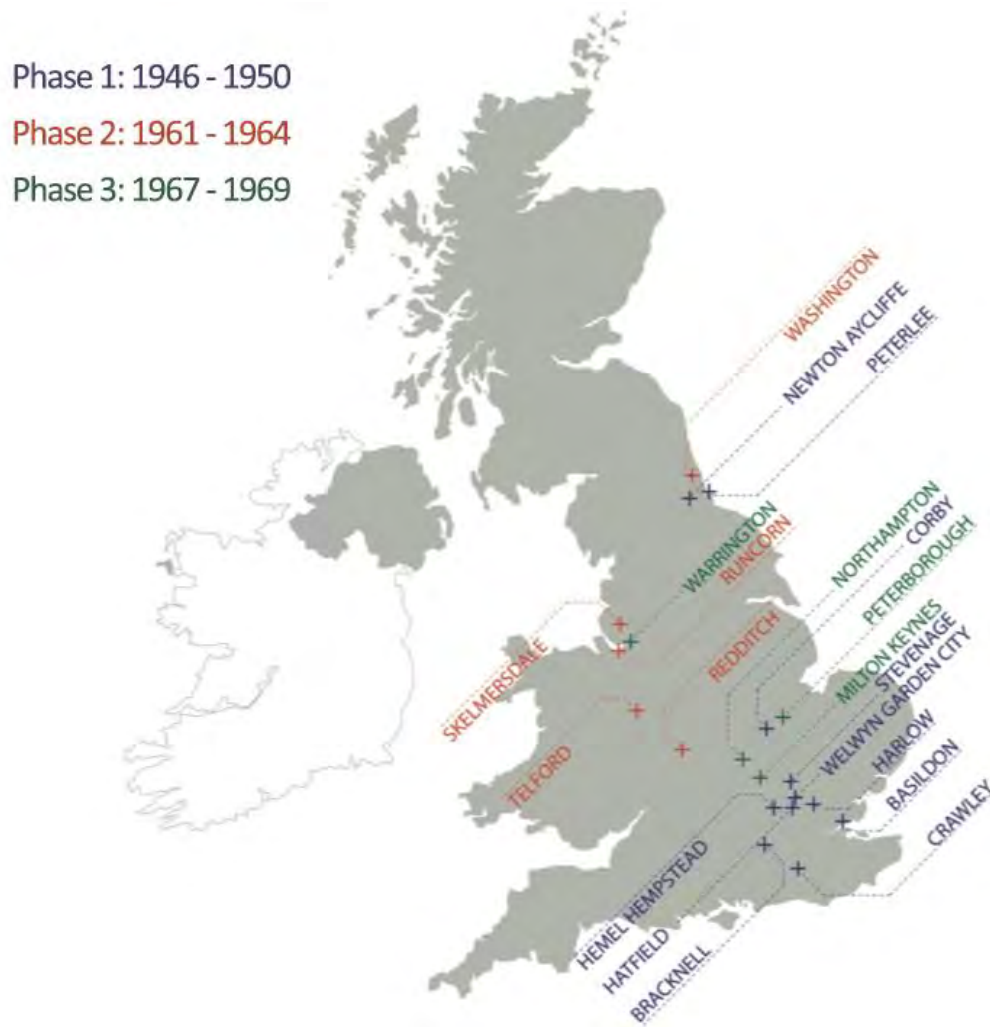 Phase 1: 1946 - 1950
Phase 2: 1961 - 1964
Phase 3: 1967 - 1969
WASHINGTON
NEWTON AYCLIFFE
PETERLEE
WARRINGTON
RUNCORN
NORTHAMPTON
CORBY
PETERBOROUGH
SKELMERSDALE
REDDITCH
MILTON KEYNES
STEVENAGE
WELWYN GARDEN CITY
TELFORD
HARLOW
BASILDON
CRAWLEY
HEMEL HEMPSTEAD
HATFIELD
BRACKNELL